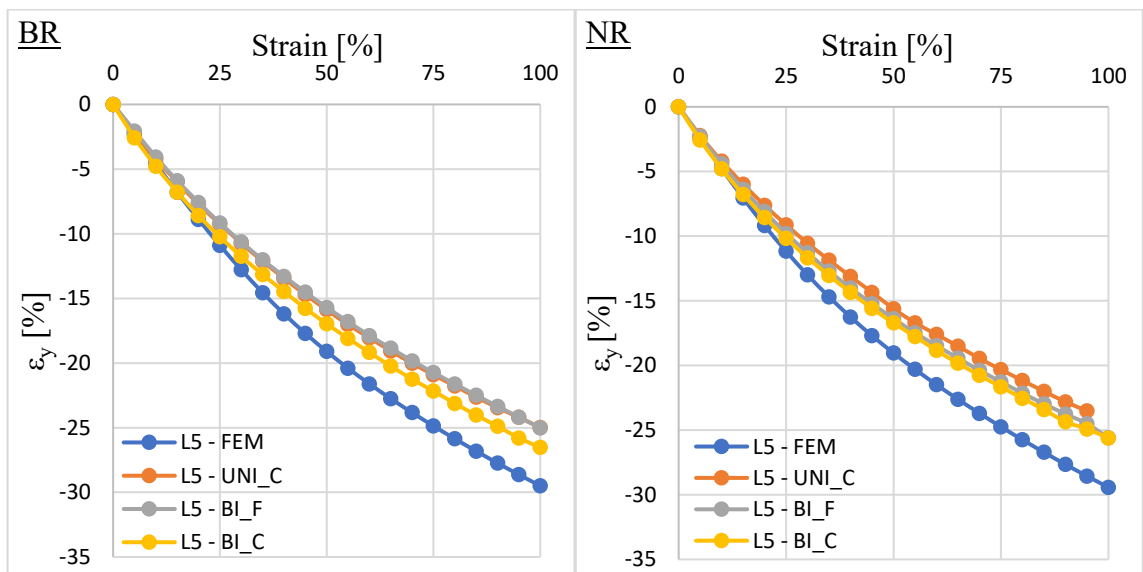 BR
Strain [%]
0 25 50 75 100
0
-5
-10
-15
-20
-25
-30
-35
εy [%]
L5 - FEM
L5 - UNI_C
L5 - BI_F
L5 - BI_C
NR
Strain [%]
0 25 50 75 100
0
-5
-10
-15
-20
-25
-30
-35
εy [%]
L5 - FEM
L5 - UNI_C
L5 - BI_F
L5 - BI_C